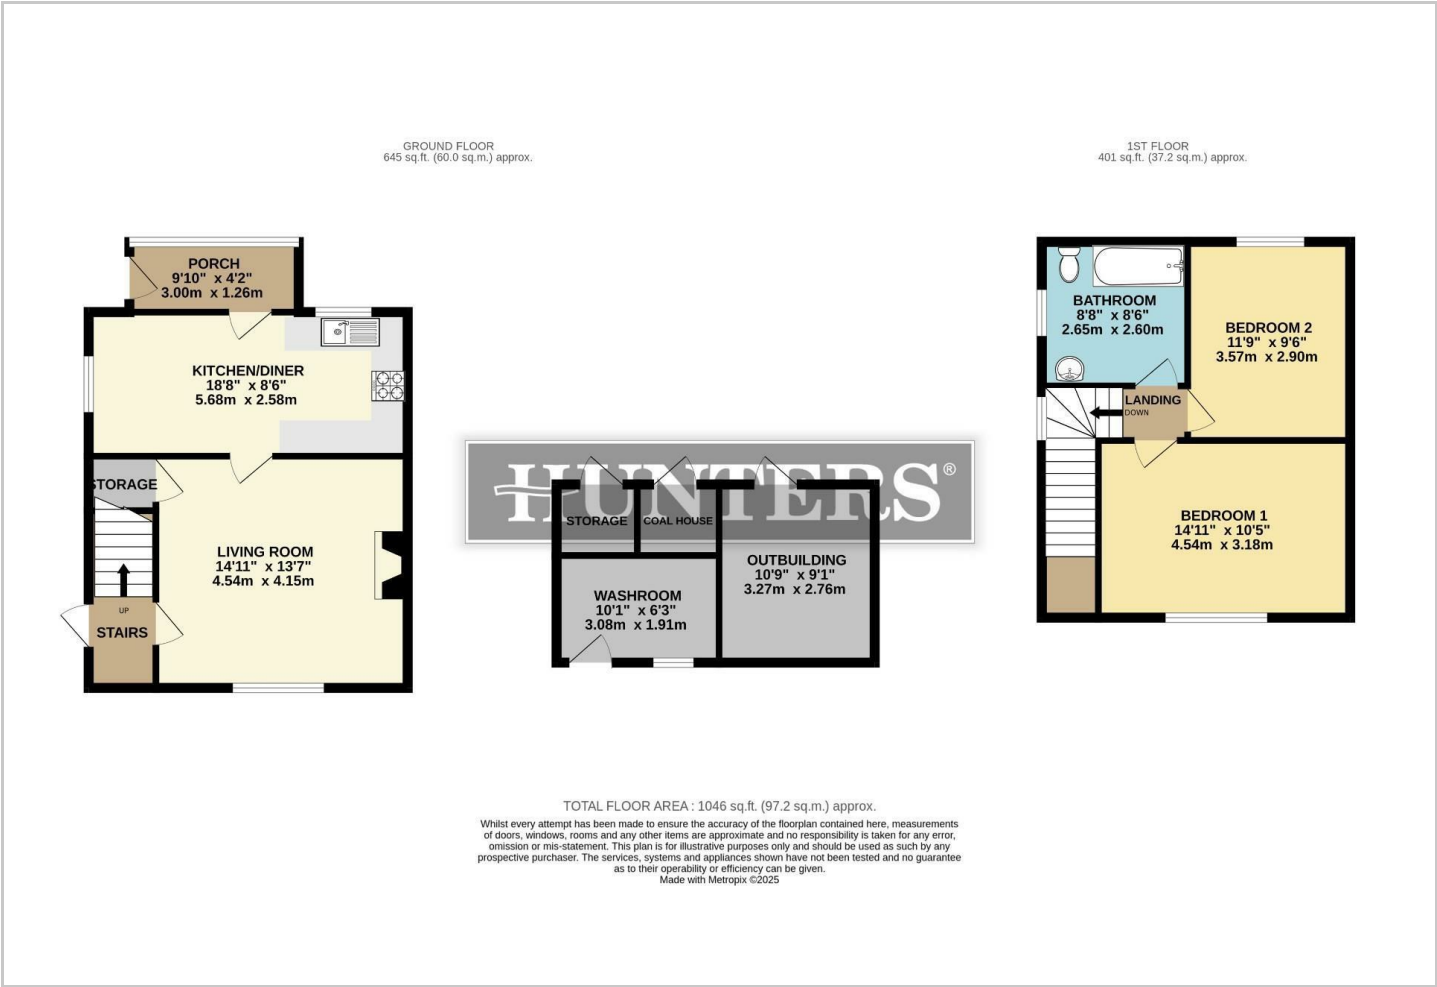 GROUND FLOOR
645 sq.ft. (60.0 sq.m.) approx.
1ST FLOOR
401 sq.ft. (37.2 sq.m.) approx.
PORCH
9'10" x 4'2"
3.00m x 1.26m
KITCHEN/DINER
18'8" x 8'6"
5.68m x 2.58m
STORAGE
LIVING ROOM
14'11" x 13'7"
4.54m x 4.15m
UP
STAIRS
HUNTERS®
STORAGE
COAL HOUSE
OUTBUILDING
10'9" x 9'1"
3.27m x 2.76m
WASHROOM
10'1" x 6'3"
3.08m x 1.91m
BATHROOM
8'8" x 8'6"
2.65m x 2.60m
BEDROOM 2
11'9" x 9'6"
3.57m x 2.90m
LANDING
DOWN
BEDROOM 1
14'11" x 10'5"
4.54m x 3.18m
TOTAL FLOOR AREA : 1046 sq.ft. (97.2 sq.m.) approx.
Whilst every attempt has been made to ensure the accuracy of the floorplan contained here, measurements
of doors, windows, rooms and any other items are approximate and no responsibility is taken for any error,
omission or mis-statement. This plan is for illustrative purposes only and should be used as such by any
prospective purchaser. The services, systems and appliances shown have not been tested and no guarantee
as to their operability or efficiency can be given.
Made with Metropix ©2025